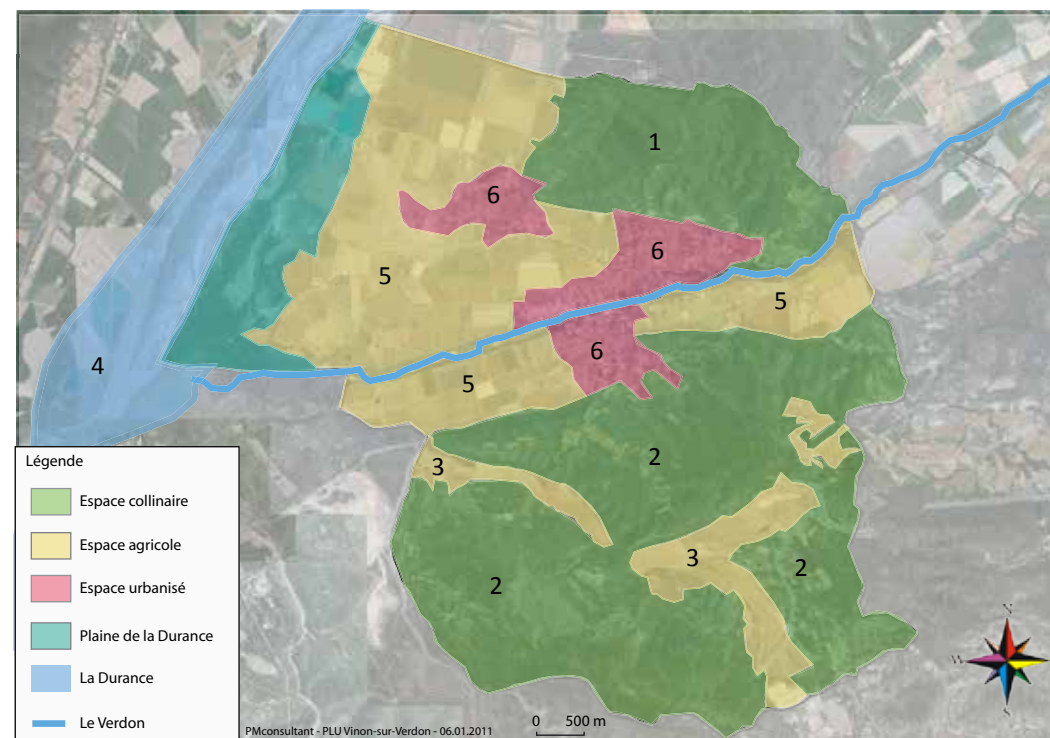 1
6
6
5
5
4
6
5
2
3
3
2
2
Légende
Espace collinaire
Espace agricole
Espace urbanisé
Plaine de la Durance
La Durance
Le Verdon
PMconsultant - PLU Vinon-sur-Verdon - 06.01.2011
0 500 m
N
W
S